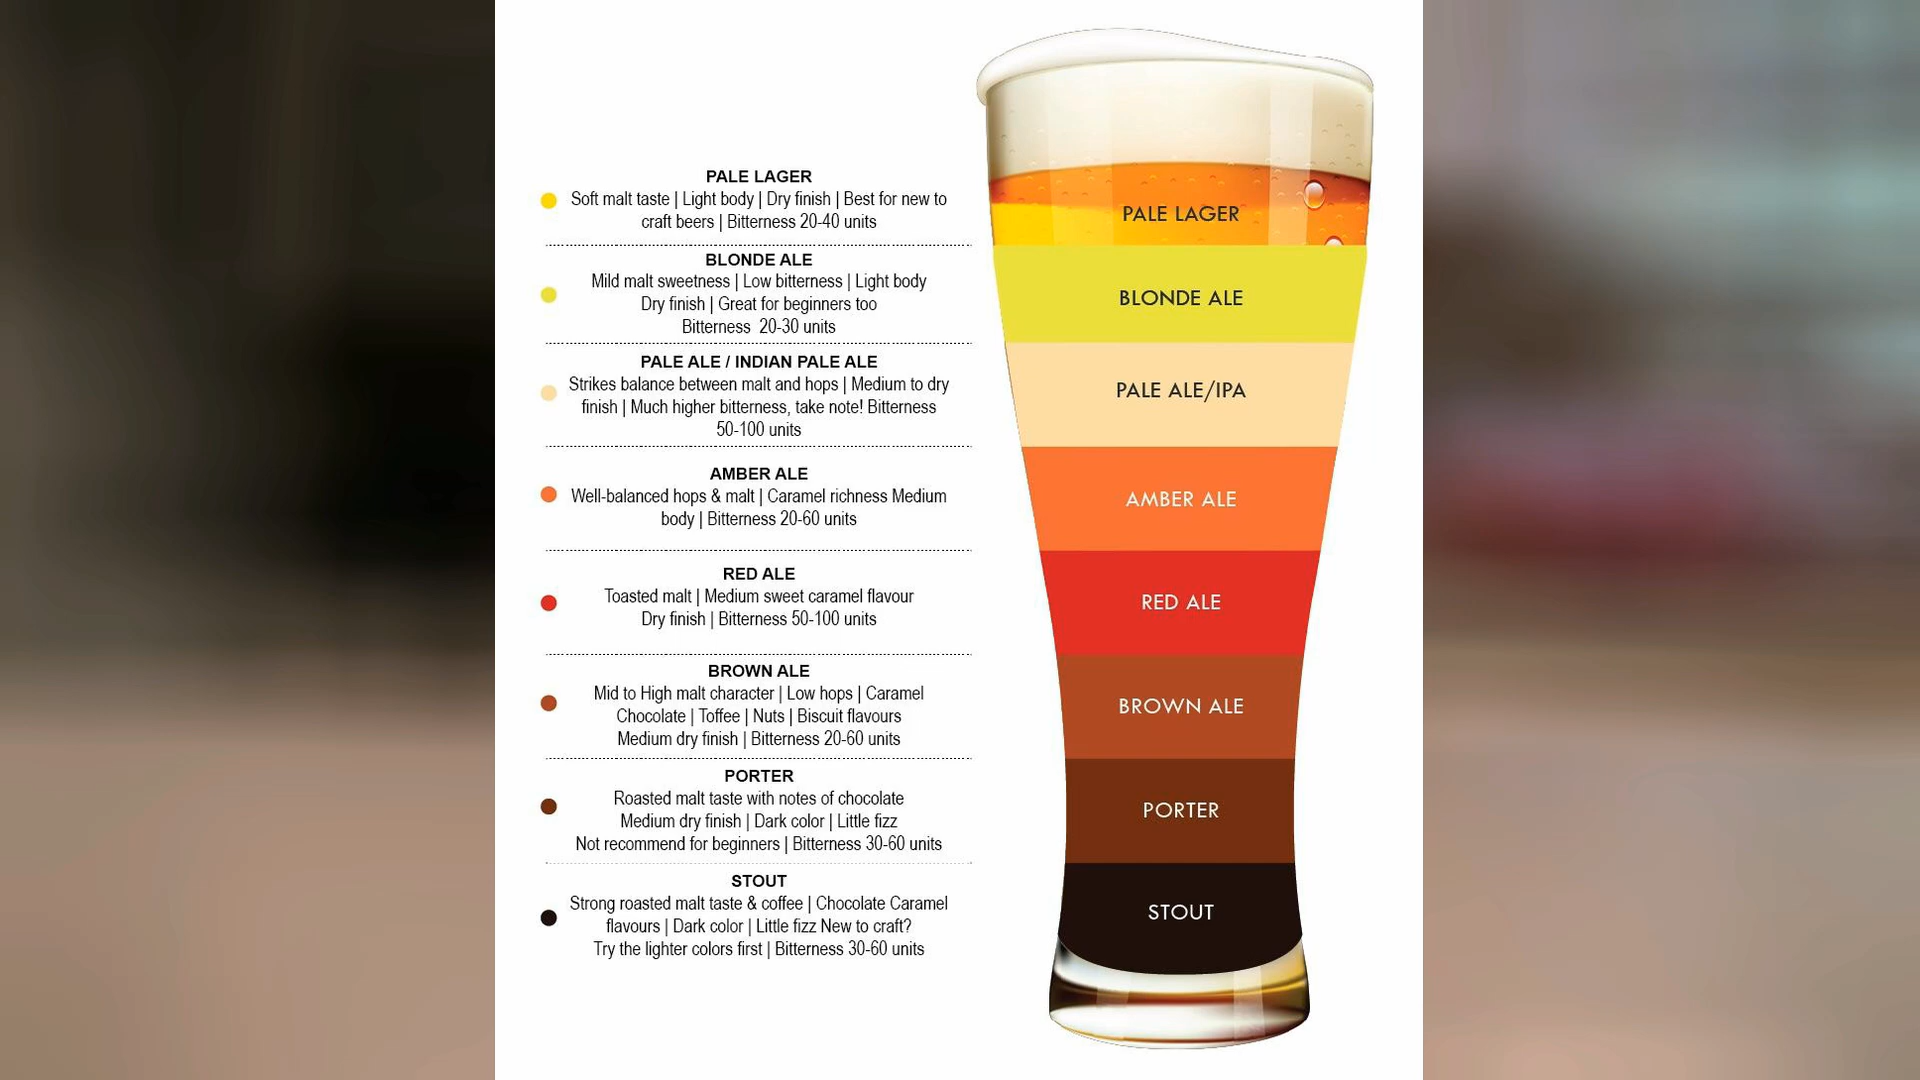 PALE LAGER
Soft malt taste | Light body | Dry finish | Best for new to
craft beers | Bitterness 20-40 units
BLONDE ALE
Mild malt sweetness | Low bitterness | Light body
Dry finish | Great for beginners too
Bitterness  20-30 units
PALE ALE / INDIAN PALE ALE
Strikes balance between malt and hops | Medium to dry
finish | Much higher bitterness, take note! Bitterness
50-100 units
AMBER ALE
Well-balanced hops & malt | Caramel richness Medium
body | Bitterness 20-60 units
RED ALE
Toasted malt | Medium sweet caramel flavour
Dry finish | Bitterness 50-100 units
BROWN ALE
Mid to High malt character | Low hops | Caramel
Chocolate | Toffee | Nuts | Biscuit flavours
Medium dry finish | Bitterness 20-60 units
PORTER
Roasted malt taste with notes of chocolate
Medium dry finish | Dark color | Little fizz
Not recommend for beginners | Bitterness 30-60 units
STOUT
Strong roasted malt taste & coffee | Chocolate Caramel
flavours | Dark color | Little fizz New to craft?
Try the lighter colors first | Bitterness 30-60 units
PALE LAGER
BLONDE ALE
PALE ALE/IPA
AMBER ALE
RED ALE
BROWN ALE
PORTER
STOUT